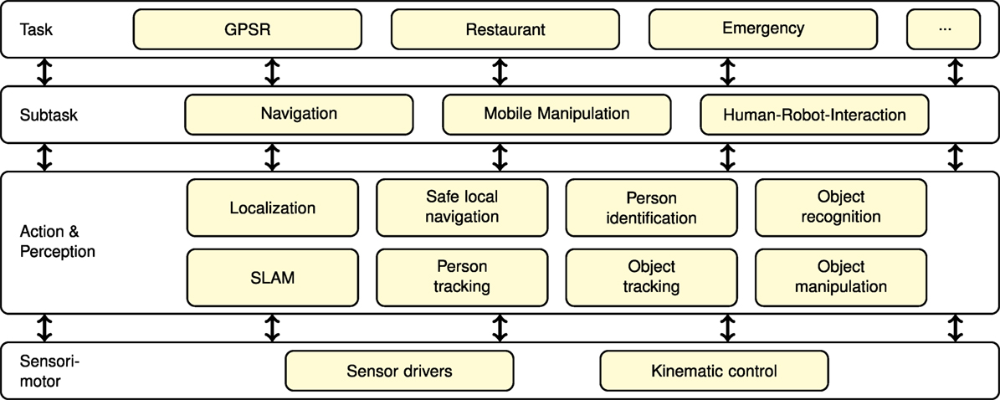 Task
GPSR
Restaurant
Emergency
...
Subtask
Navigation
Mobile Manipulation
Human-Robot-Interaction
Action &
Perception
Localization
Safe local
navigation
Person
identification
Object
recognition
SLAM
Person
tracking
Object
tracking
Object
manipulation
Sensori-
motor
Sensor drivers
Kinematic control